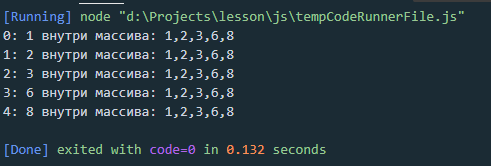 [Running] node "d:\Projects\lesson\js\tempCodeRunnerFile.js"
0: 1 внутри массива: 1,2,3,6,8
1: 2 внутри массива: 1,2,3,6,8
2: 3 внутри массива: 1,2,3,6,8
3: 6 внутри массива: 1,2,3,6,8
4: 8 внутри массива: 1,2,3,6,8
[Done] exited with code=0 in 0.132 seconds